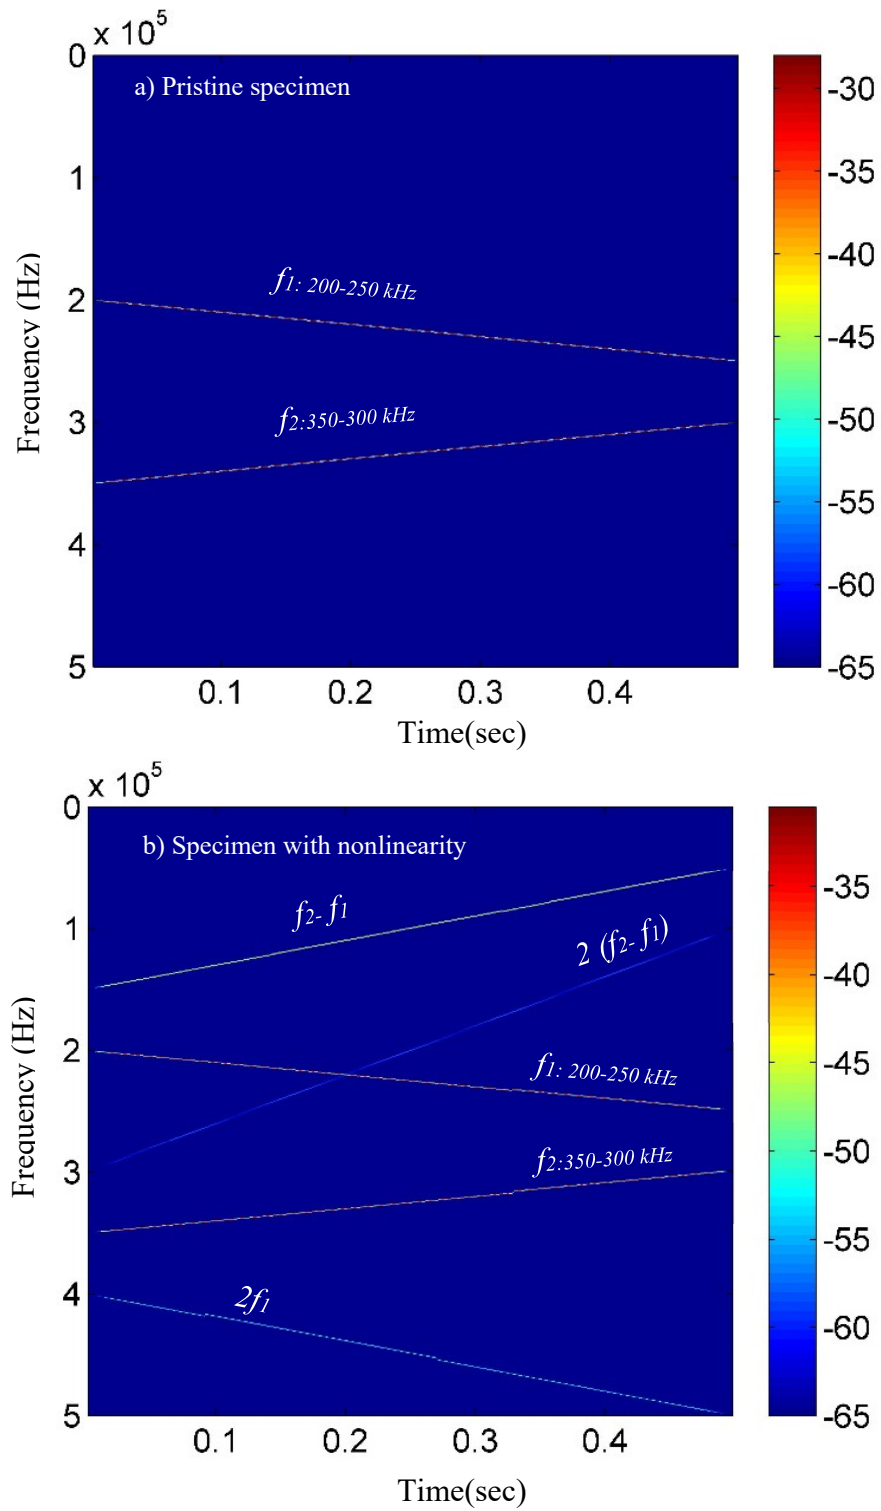 x 10⁵
0
a) Pristine specimen
1
2
3
4
5
f1: 200-250 kHz
f2:350-300 kHz
Frequency (Hz)
0.1 0.2 0.3 0.4
Time(sec)
-30
-35
-40
-45
-50
-55
-60
-65
x 10⁵
0
b) Specimen with nonlinearity
1
2
3
4
5
f2- f1
2 (f2- f1)
f1: 200-250 kHz
f2:350-300 kHz
2f1
Frequency (Hz)
0.1 0.2 0.3 0.4
Time(sec)
-35
-40
-45
-50
-55
-60
-65